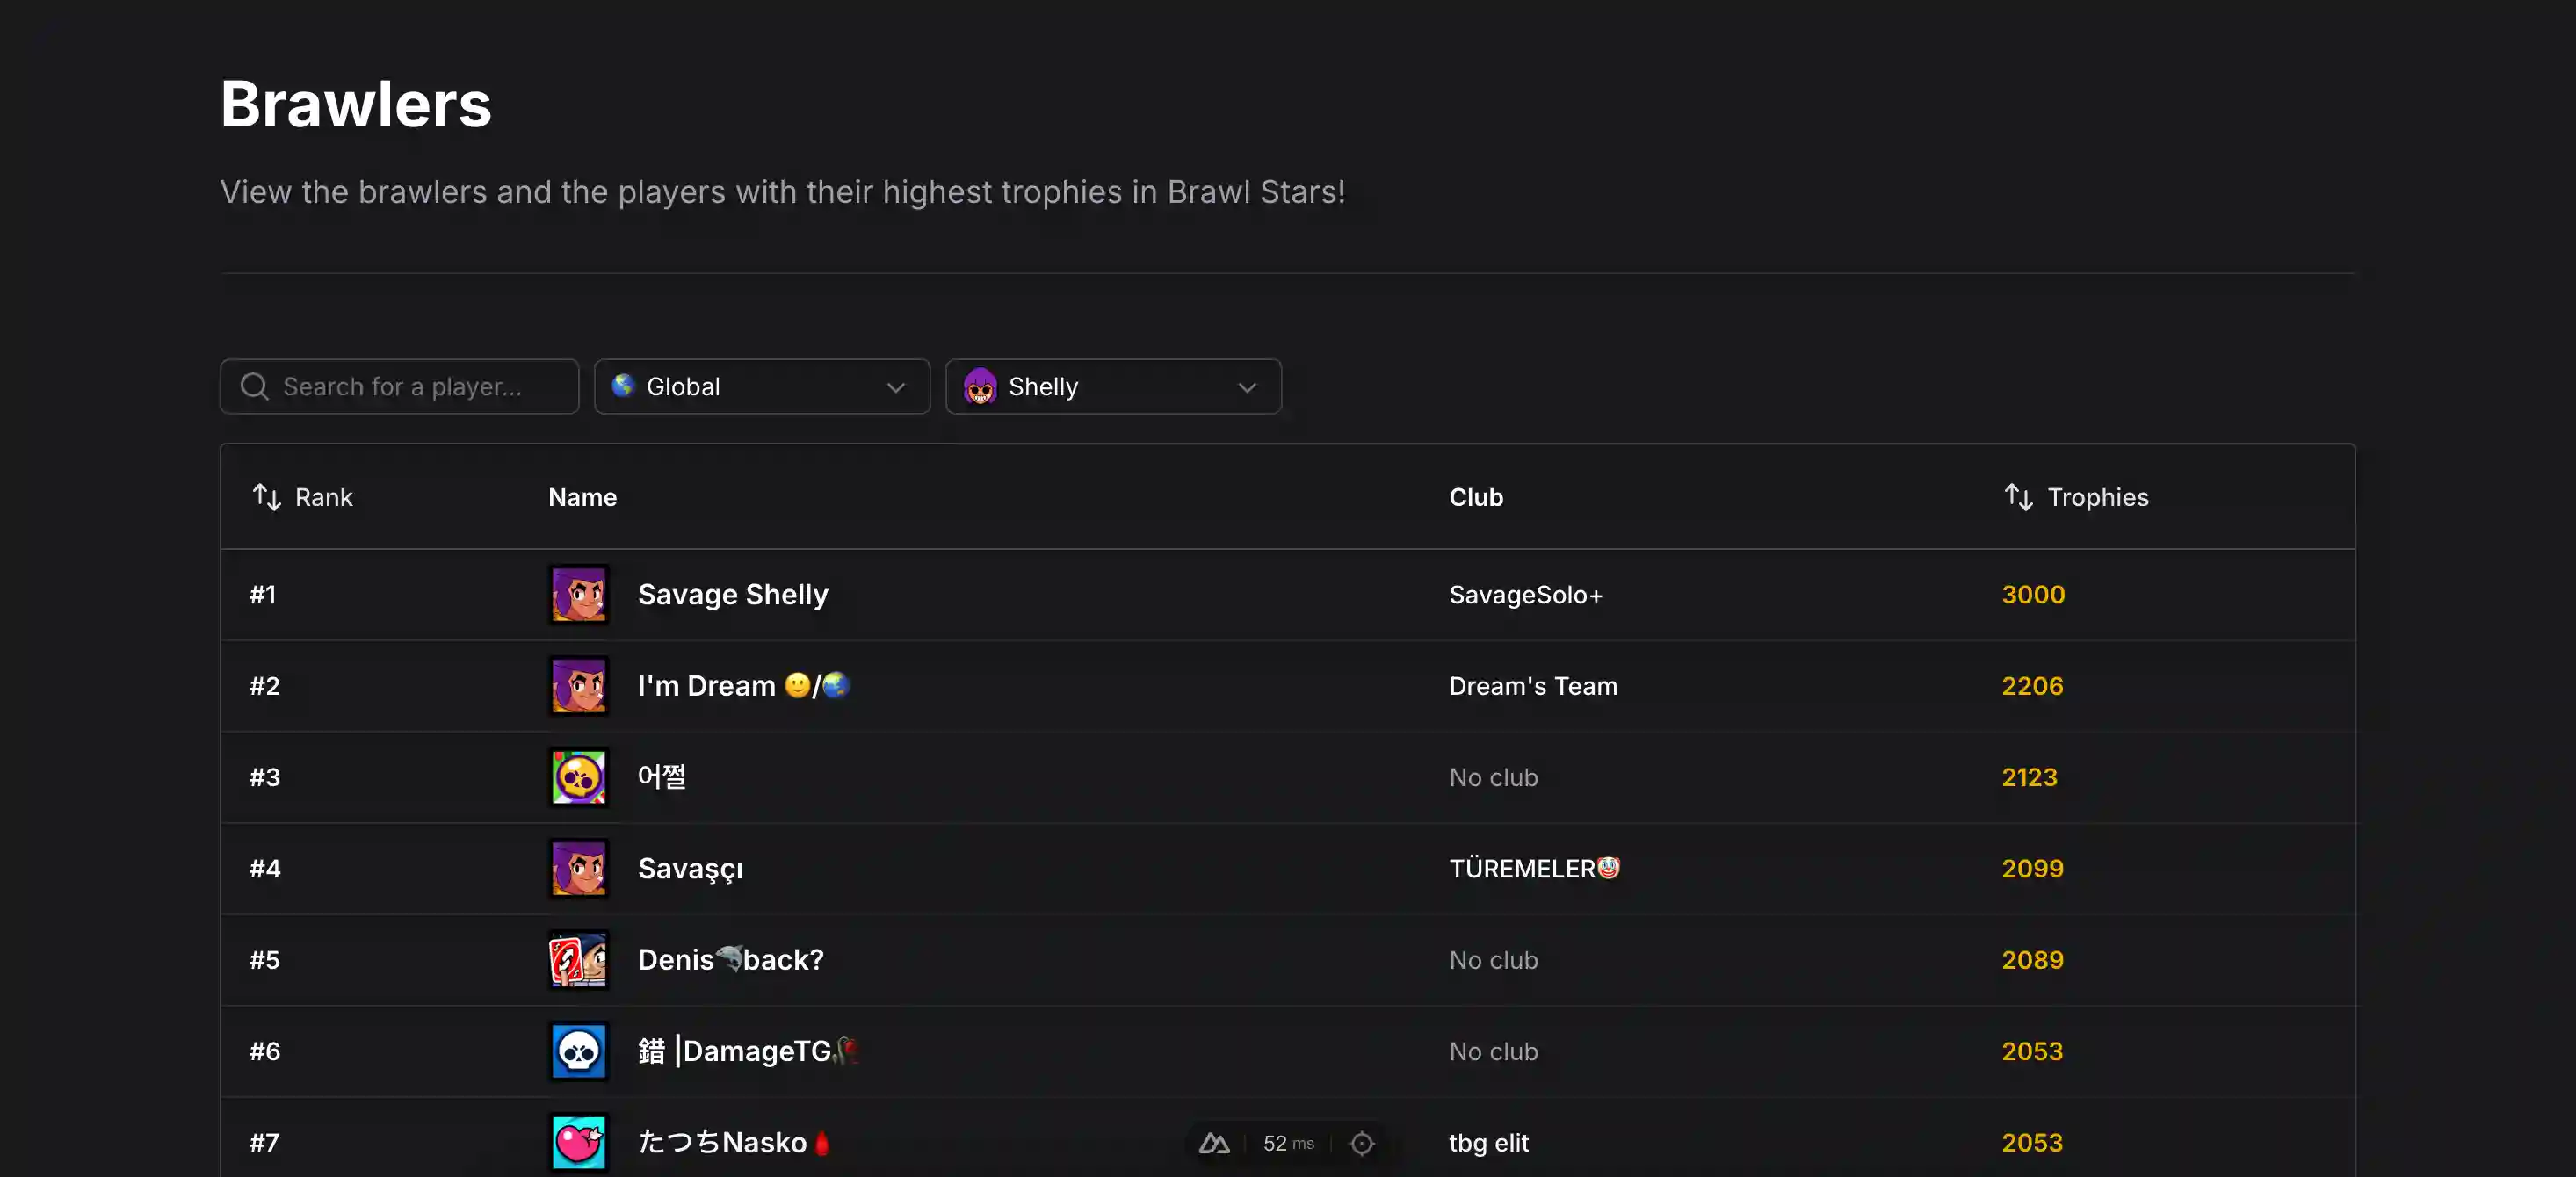 Brawlers
View the brawlers and the players with their highest trophies in Brawl Stars!
Search for a player... Global Shelly
Rank Name Club Trophies
#1 Savage Shelly SavageSolo+ 3000
#2 I'm Dream 🙂/🌏 Dream's Team 2206
#3 어쩔 No club 2123
#4 Savaşçı TÜREMELER🤡 2099
#5 Denis🦈back? No club 2089
#6 錯 |DamageTG🥀 No club 2053
#7 たつちNasko🩸 tbg elit 2053
52 ms